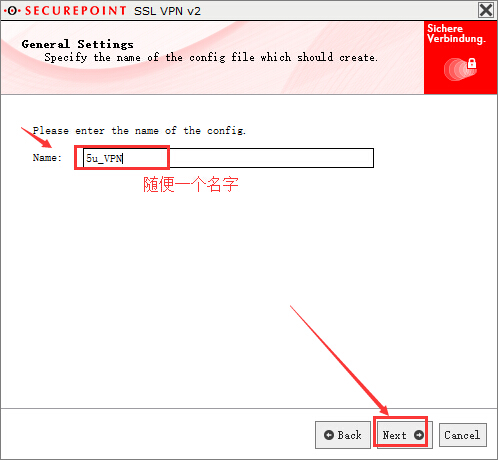 SECUREPOINT SSL VPN v2
General Settings
Specify the name of the config file which should create.
Sichere
Verbindung.
Please enter the name of the config.
Name: 5u_VPN
随便一个名字
Back Next Cancel